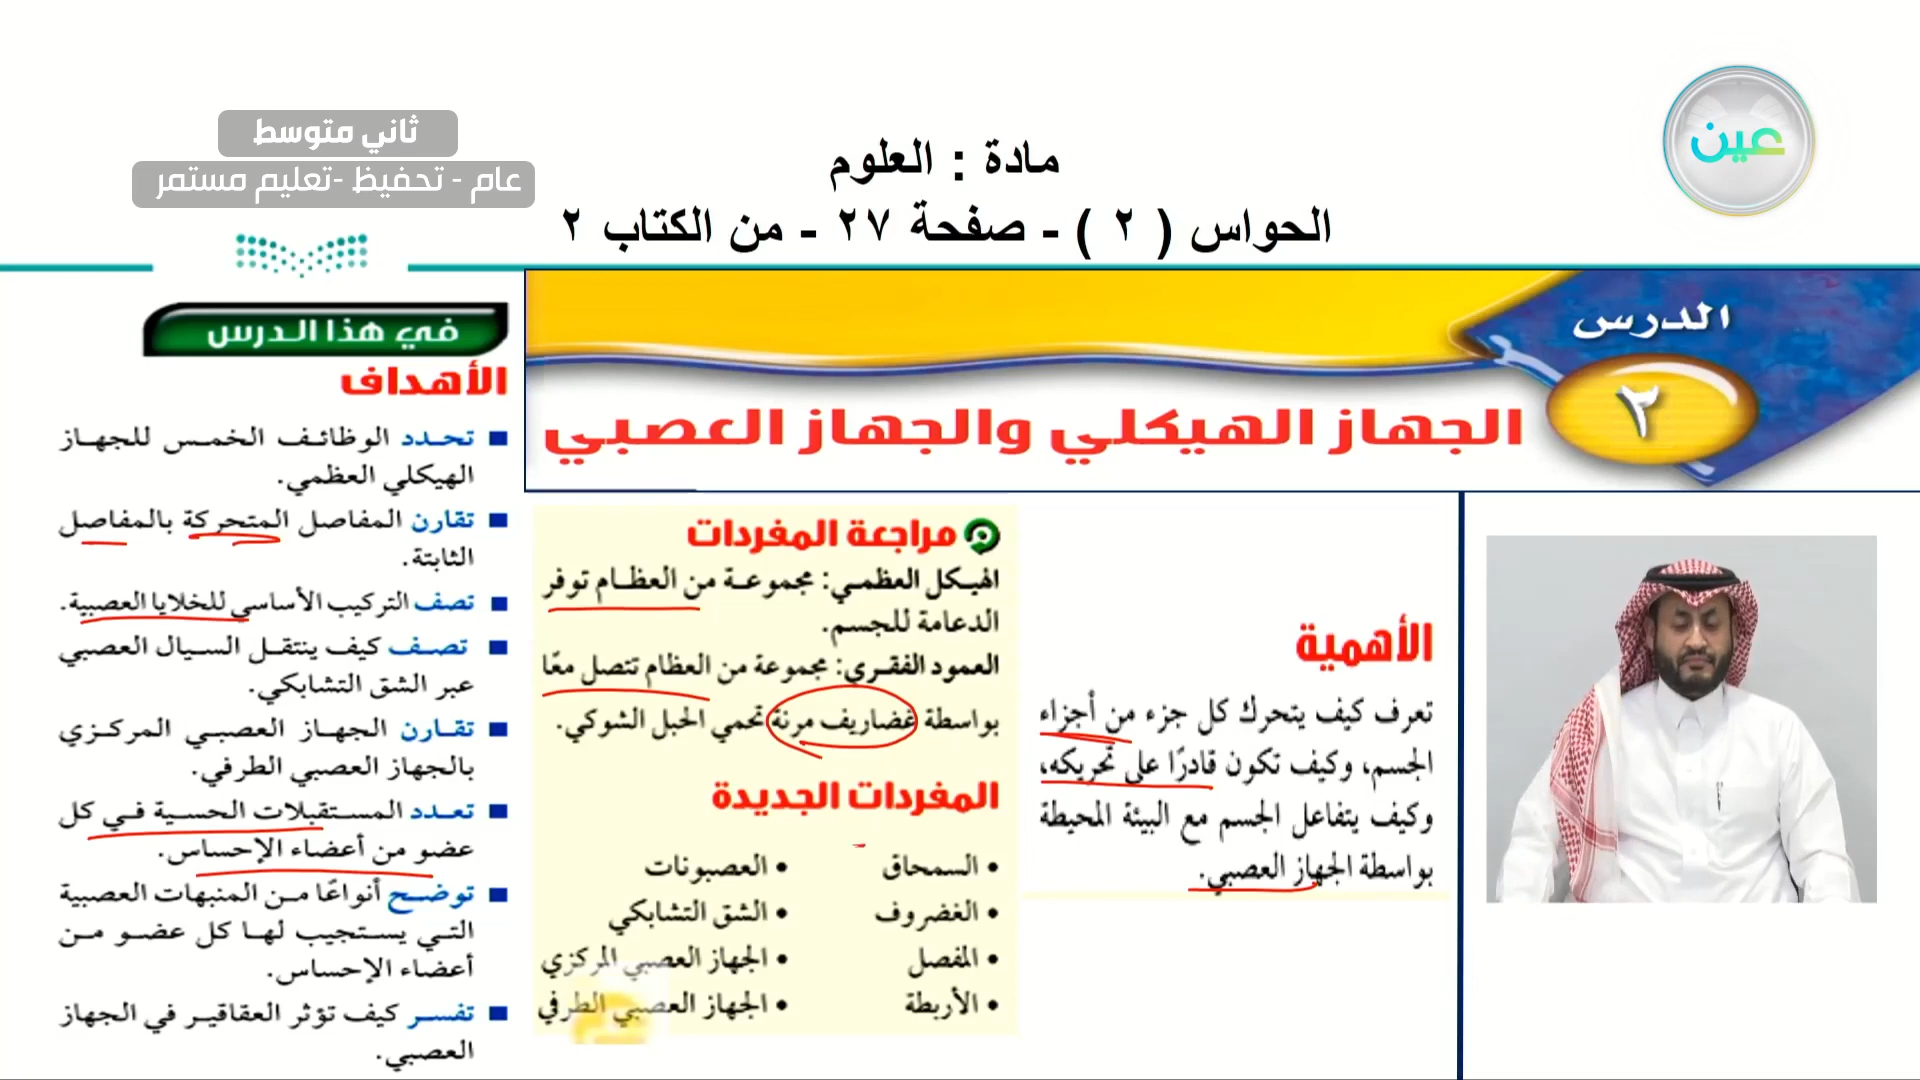 عين
ثاني متوسط
عام - تحفيظ -تعليم مستمر
مادة : العلوم
الحواس ( ٢ ) - صفحة ٢٧ - من الكتاب ٢
الدرس
٢
الجهاز الهيكلي والجهاز العصبي
الأهمية
تعرف كيف يتحرك كل جزء من أجزاء
الجسم، وكيف تكون قادرًا على تحريكه،
وكيف يتفاعل الجسم مع البيئة المحيطة
بواسطة الجهاز العصبي.
مراجعة المفردات
الهيكل العظمي: مجموعة من العظام توفر
الدعامة للجسم.
العمود الفقري: مجموعة من العظام تتصل معًا
بواسطة غضاريف مرنة تحمي الحبل الشوكي.
المفردات الجديدة
• السمحاق
• الغضروف
• المفصل
• الأربطة
• العصبونات
• الشق التشابكي
• الجهاز العصبي المركزي
• الجهاز العصبي الطرفي
في هذا الدرس
الأهداف
تحدد الوظائف الخمس للجهاز
الهيكلي العظمي.
تقارن المفاصل المتحركة بالمفاصل
الثابتة.
تصف التركيب الأساسي للخلايا العصبية.
تصف كيف ينتقل السيال العصبي
عبر الشق التشابكي.
تقارن الجهاز العصبي المركزي
بالجهاز العصبي الطرفي.
تعدد المستقبلات الحسية في كل
عضو من أعضاء الإحساس.
توضح أنواعًا من المنبهات العصبية
التي يستجيب لها كل عضو من
أعضاء الإحساس.
تفسر كيف تؤثر العقاقير في الجهاز
العصبي.